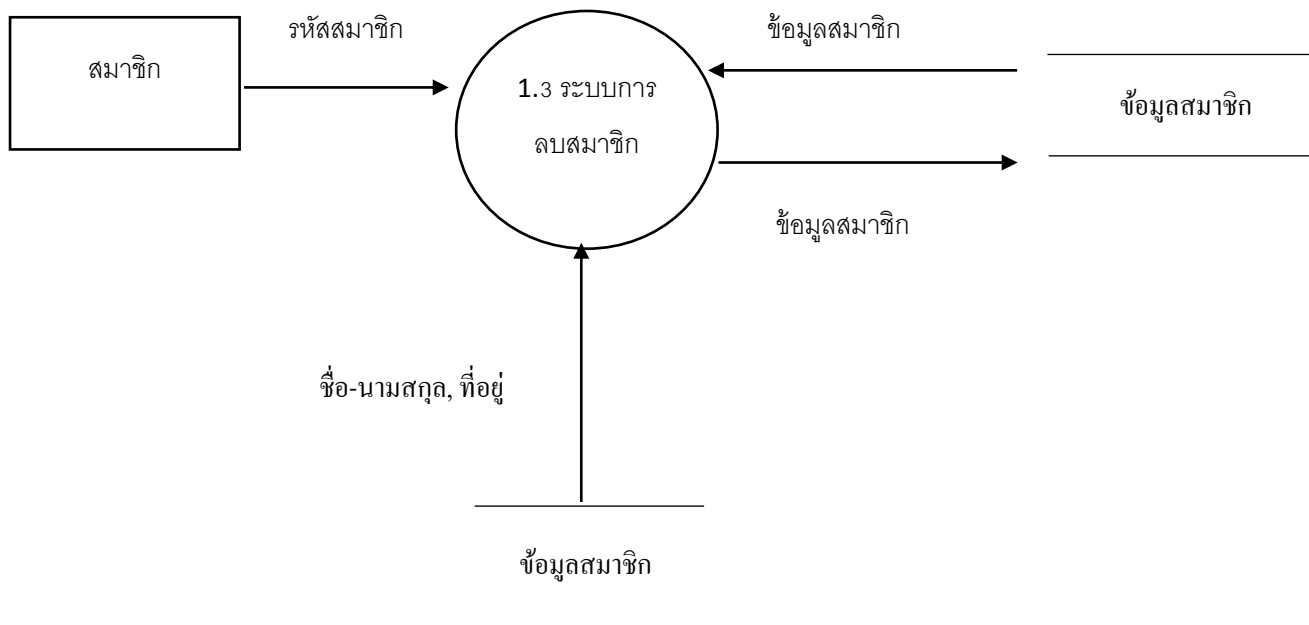 รหัสสมาชิก
ข้อมูลสมาชิก
สมาชิก
1.3 ระบบการ
ลบสมาชิก
ข้อมูลสมาชิก
ข้อมูลสมาชิก
ชื่อ-นามสกุล, ที่อยู่
ข้อมูลสมาชิก